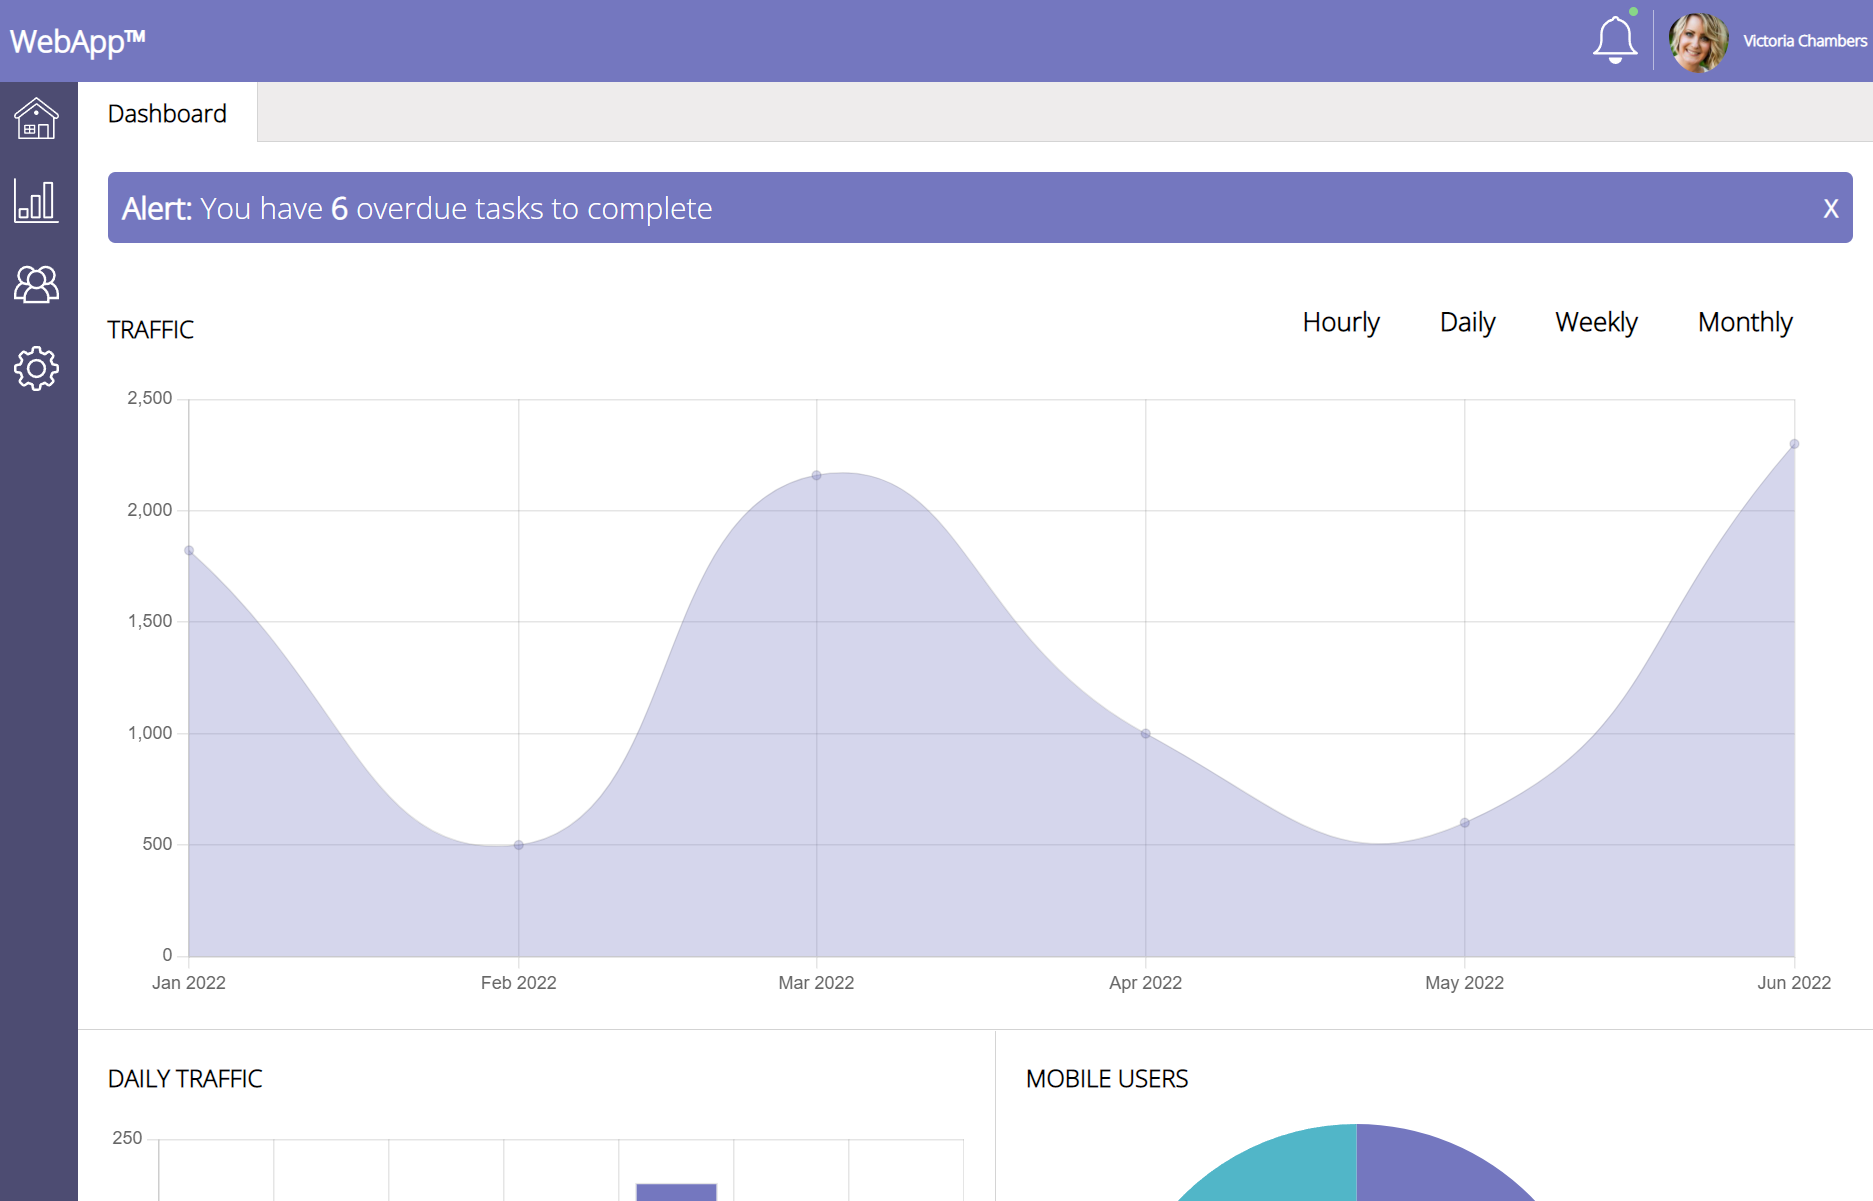 WebApp™
Victoria Chambers
Dashboard
Alert: You have 6 overdue tasks to complete
X
TRAFFIC
Hourly Daily Weekly Monthly
2,500
2,000
1,500
1,000
500
0
Jan 2022 Feb 2022 Mar 2022 Apr 2022 May 2022 Jun 2022
DAILY TRAFFIC
250
MOBILE USERS